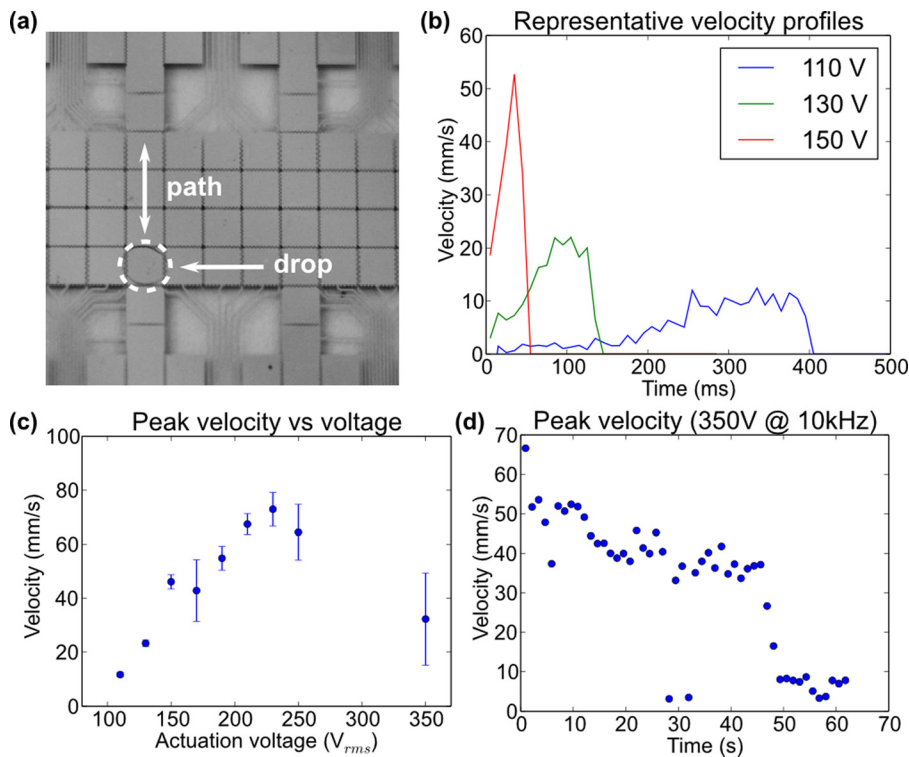 (a)
path
drop
(b)
Representative velocity profiles
60
50
40
30
20
10
0
Velocity (mm/s)
110 V
130 V
150 V
0
100
200
300
400
500
Time (ms)
(c)
Peak velocity vs voltage
100
80
60
40
20
0
Velocity (mm/s)
100
150
200
250
300
350
Actuation voltage (Vrms)
(d)
Peak velocity (350V @ 10kHz)
70
60
50
40
30
20
10
0
Velocity (mm/s)
0
10
20
30
40
50
60
70
Time (s)